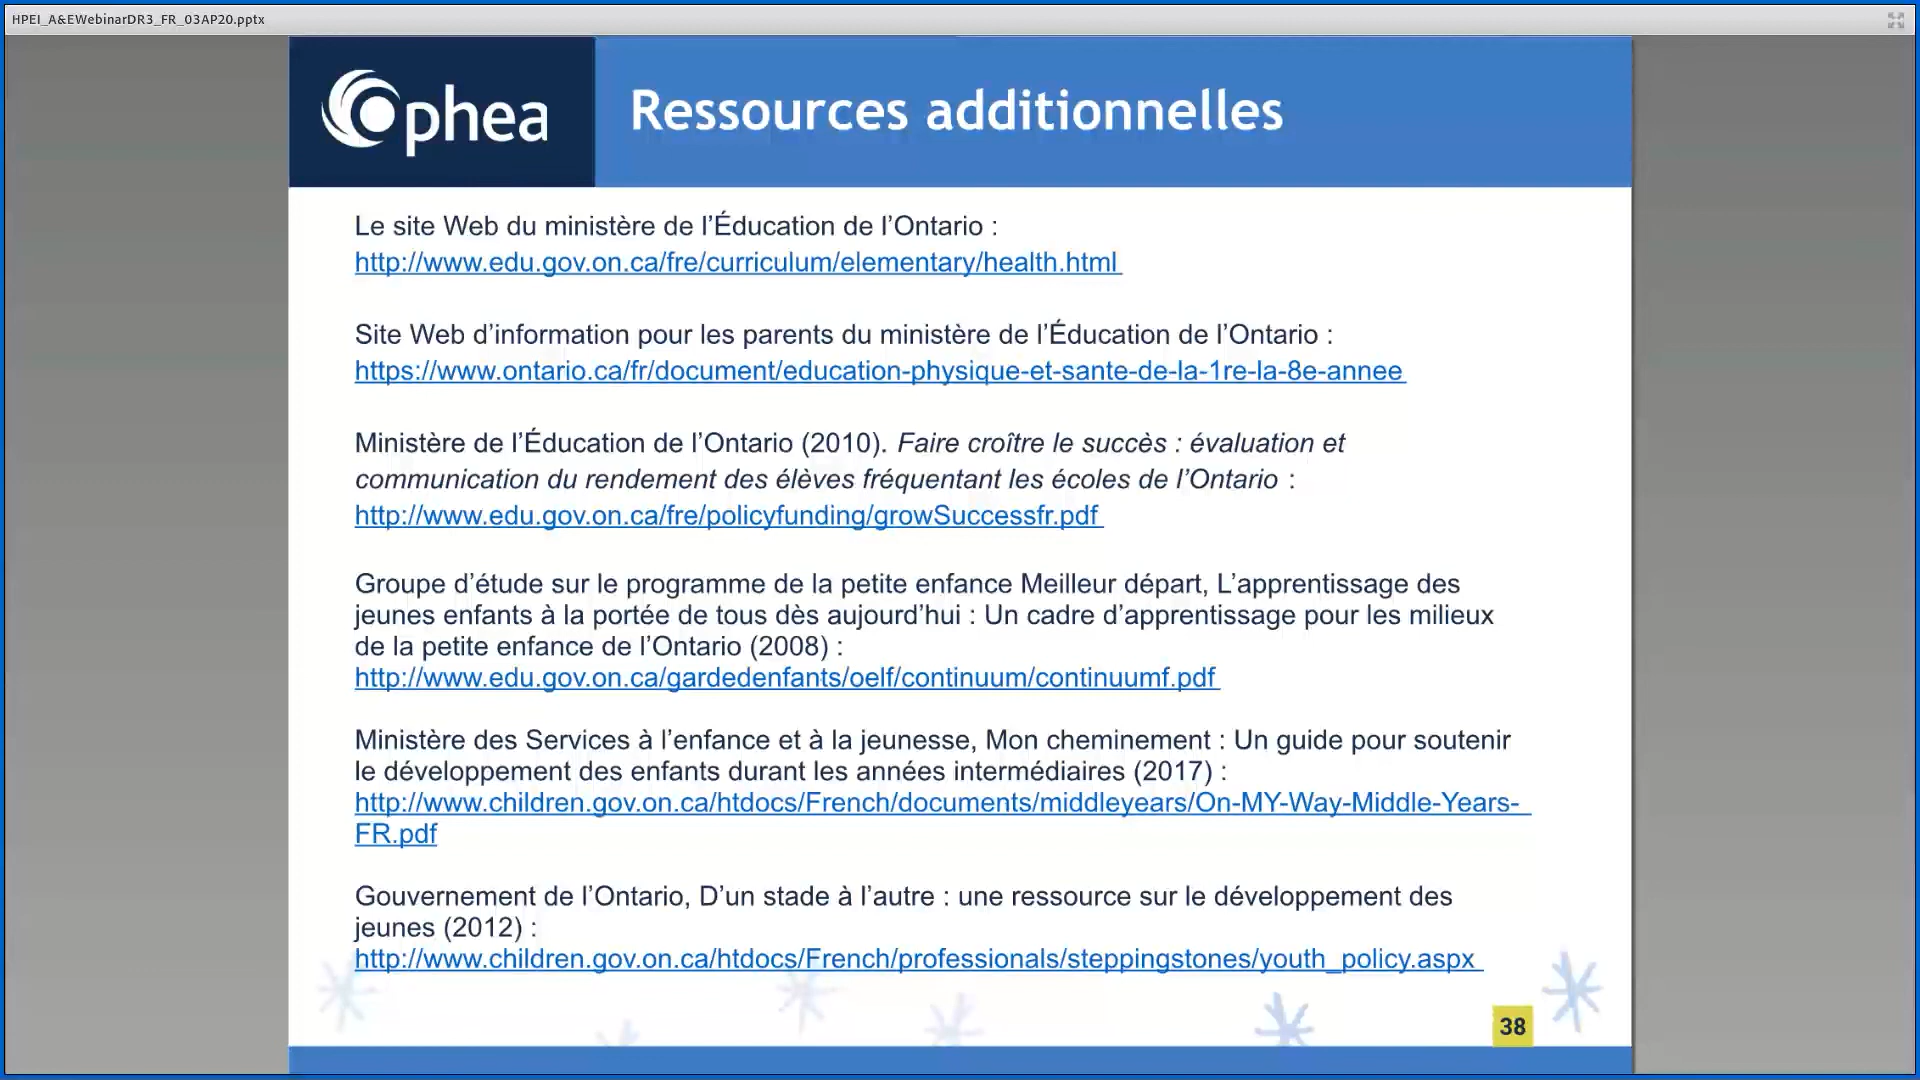 HPEI_A&EWebinarDR3_FR_03AP20.pptx
Ophea
Ressources additionnelles
Le site Web du ministère de l’Éducation de l’Ontario :
http://www.edu.gov.on.ca/fre/curriculum/elementary/health.html
Site Web d’information pour les parents du ministère de l’Éducation de l’Ontario :
https://www.ontario.ca/fr/document/education-physique-et-sante-de-la-1re-la-8e-annee
Ministère de l’Éducation de l’Ontario (2010). Faire croître le succès : évaluation et
communication du rendement des élèves fréquentant les écoles de l’Ontario :
http://www.edu.gov.on.ca/fre/policyfunding/growSuccessfr.pdf
Groupe d’étude sur le programme de la petite enfance Meilleur départ, L’apprentissage des
jeunes enfants à la portée de tous dès aujourd’hui : Un cadre d’apprentissage pour les milieux
de la petite enfance de l’Ontario (2008) :
http://www.edu.gov.on.ca/gardedenfants/oelf/continuum/continuumf.pdf
Ministère des Services à l’enfance et à la jeunesse, Mon cheminement : Un guide pour soutenir
le développement des enfants durant les années intermédiaires (2017) :
http://www.children.gov.on.ca/htdocs/French/documents/middleyears/On-MY-Way-Middle-Years-
FR.pdf
Gouvernement de l’Ontario, D’un stade à l’autre : une ressource sur le développement des
jeunes (2012) :
http://www.children.gov.on.ca/htdocs/French/professionals/steppingstones/youth_policy.aspx
38